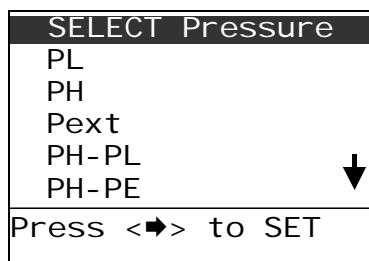 SELECT Pressure
PL
PH
Pext
PH-PL
PH-PE
Press <➡> to SET